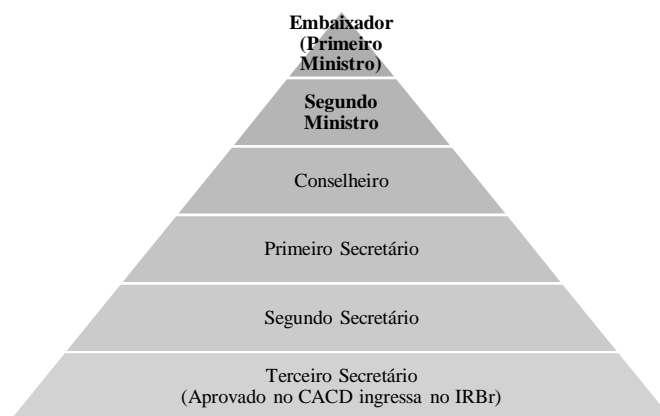 Embaixador
(Primeiro
Ministro)
Segundo
Ministro
Conselheiro
Primeiro Secretário
Segundo Secretário
Terceiro Secretário
(Aprovado no CACD ingressa no IRBr)